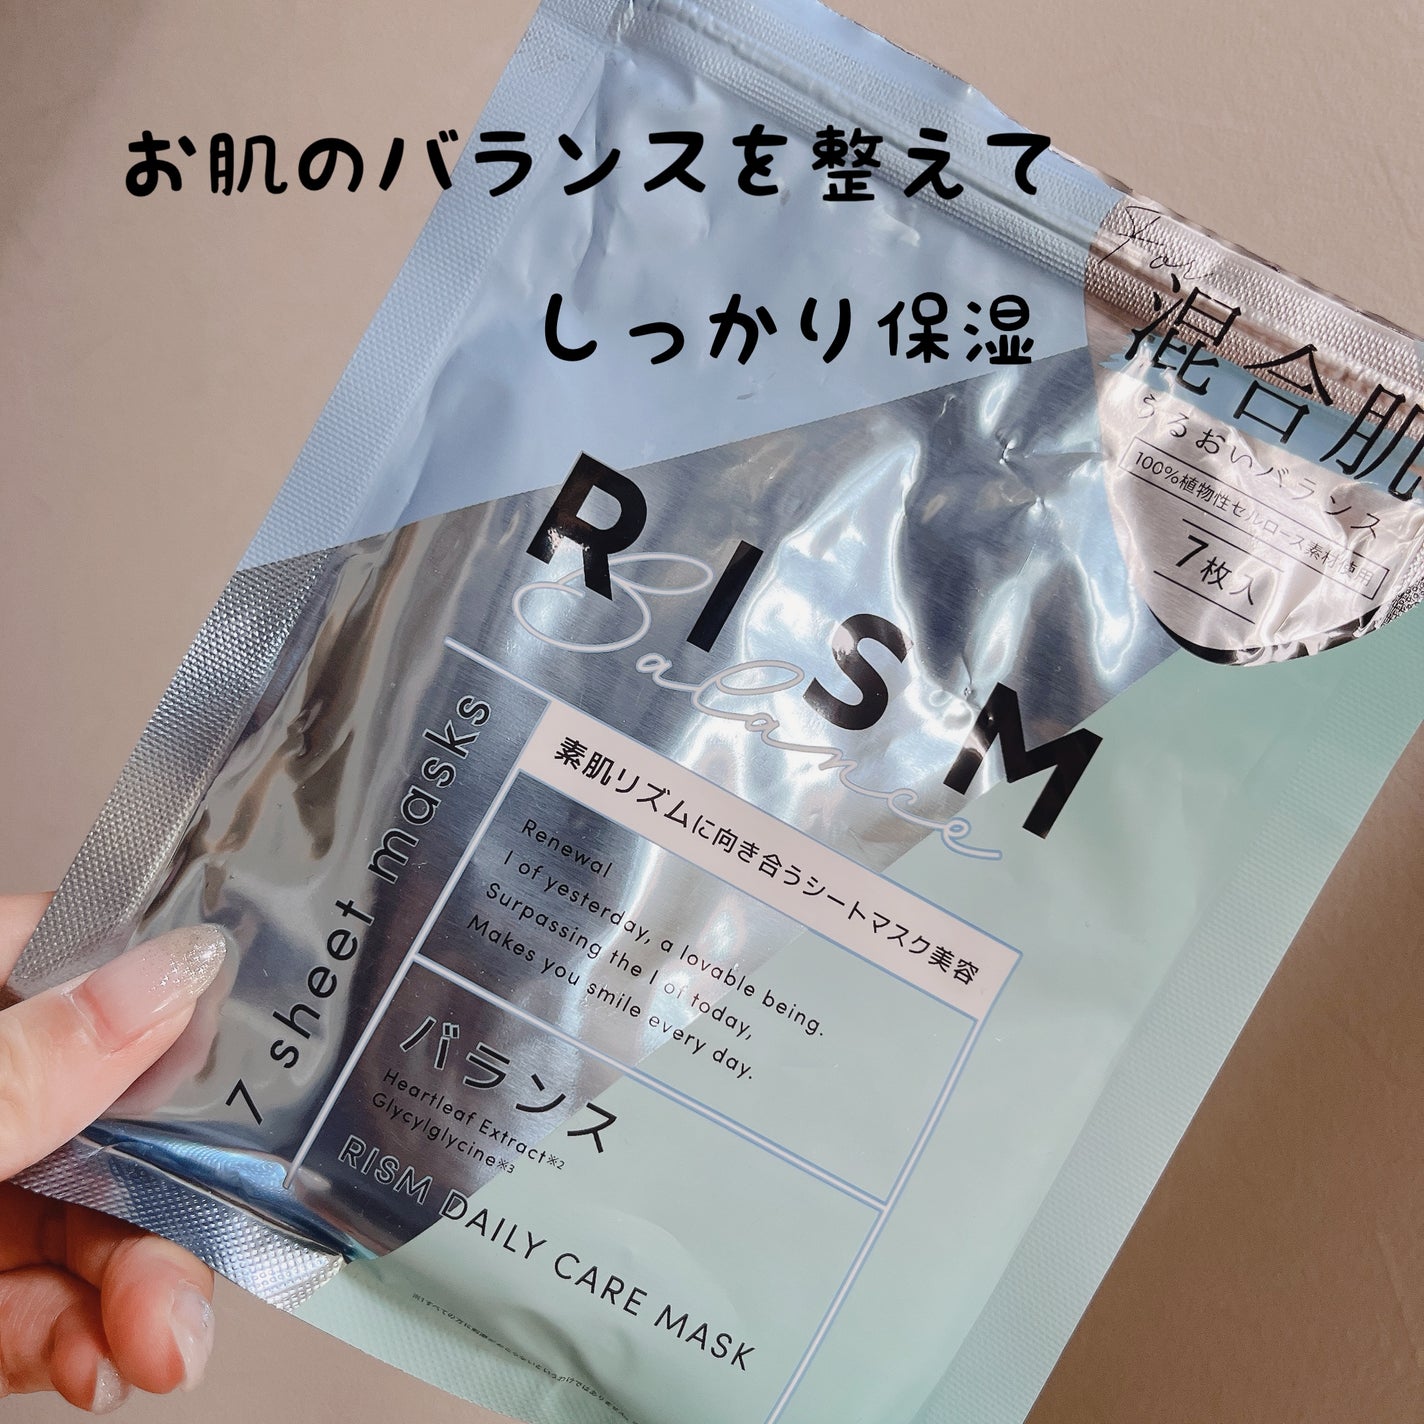 お肌のバランスを整えて
しっかり保湿
For
混合肌
うるおいバランス
100%植物性セルロース素材使用
7枚入
RISM
Balance
7 sheet masks
素肌リズムに向き合うシートマスク美容
Renewal
I of yesterday, a lovable being.
Surpassing the I of today,
Makes you smile every day.
バランス
Heartleaf Extract※2
Glycylglycine※3
RISM DAILY CARE MASK